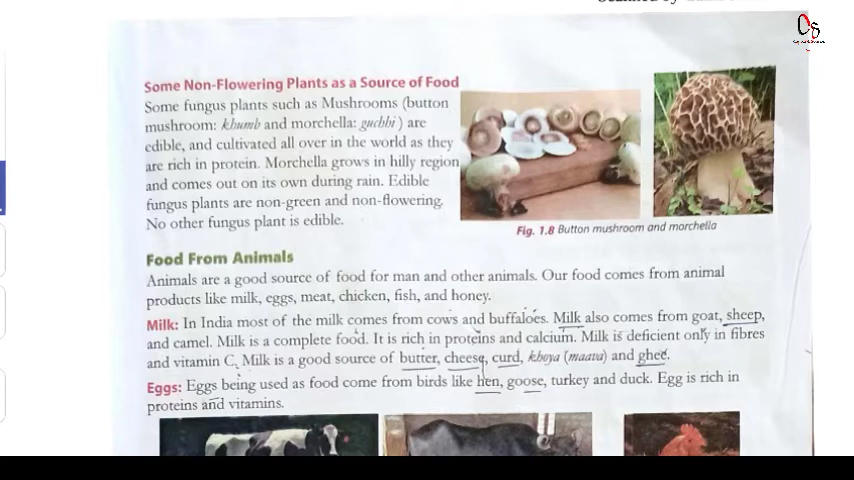 Some Non-Flowering Plants as a Source of Food
Some fungus plants such as Mushrooms (button
mushroom: khumb and morchella: guchhi) are
edible, and cultivated all over in the world as they
are rich in protein. Morchella grows in hilly region
and comes out on its own during rain. Edible
fungus plants are non-green and non-flowering.
No other fungus plant is edible.
Fig. 1.8 Button mushroom and morchella
Food From Animals
Animals are a good source of food for man and other animals. Our food comes from animal
products like milk, eggs, meat, chicken, fish, and honey.
Milk: In India most of the milk comes from cows and buffaloes. Milk also comes from goat, sheep,
and camel. Milk is a complete food. It is rich in proteins and calcium. Milk is deficient only in fibres
and vitamin C. Milk is a good source of butter, cheese, curd, khoya (maava) and ghee.
Eggs: Eggs being used as food come from birds like hen, goose, turkey and duck. Egg is rich in
proteins and vitamins.